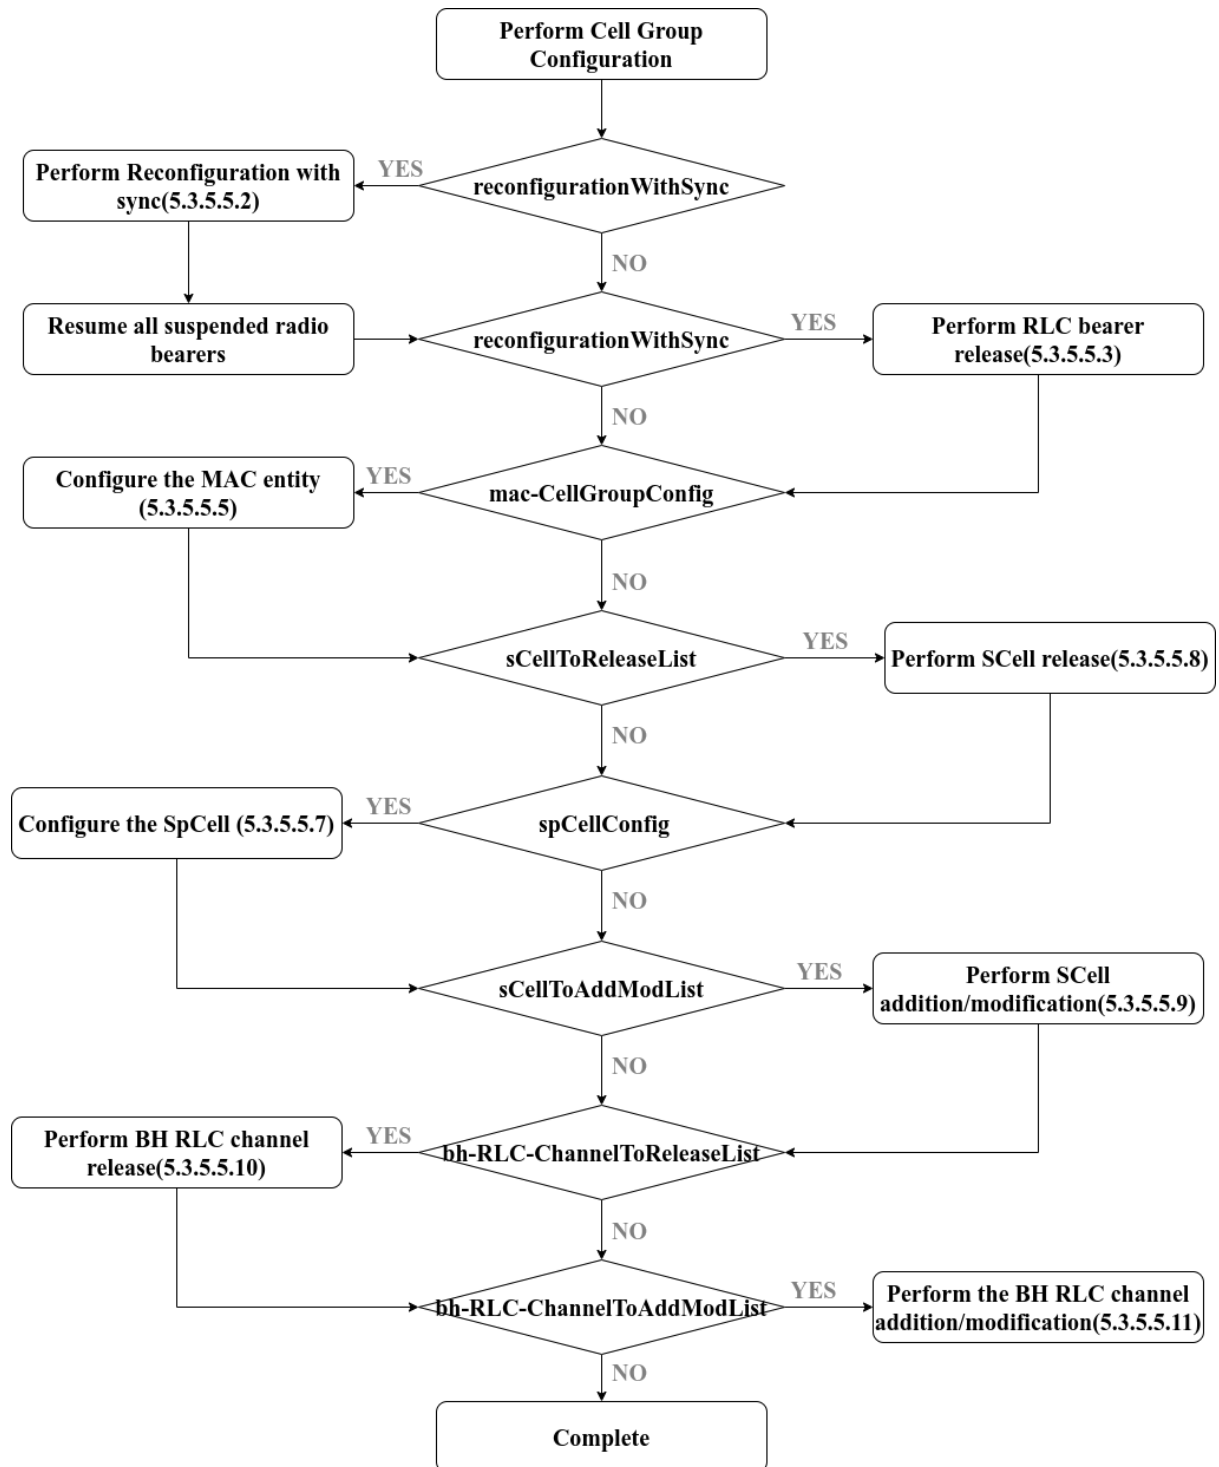 Perform Cell Group
Configuration
reconfigurationWithSync
YES
Perform Reconfiguration with
sync(5.3.5.5.2)
NO
Resume all suspended radio
bearers
reconfigurationWithSync
YES
Perform RLC bearer
release(5.3.5.5.3)
NO
Configure the MAC entity
(5.3.5.5.5)
YES
mac-CellGroupConfig
NO
sCellToReleaseList
YES
Perform SCell release(5.3.5.5.8)
NO
Configure the SpCell (5.3.5.5.7)
YES
spCellConfig
NO
sCellToAddModList
YES
Perform SCell
addition/modification(5.3.5.5.9)
NO
Perform BH RLC channel
release(5.3.5.5.10)
YES
bh-RLC-ChannelToReleaseList
NO
bh-RLC-ChannelToAddModList
YES
Perform the BH RLC channel
addition/modification(5.3.5.5.11)
NO
Complete